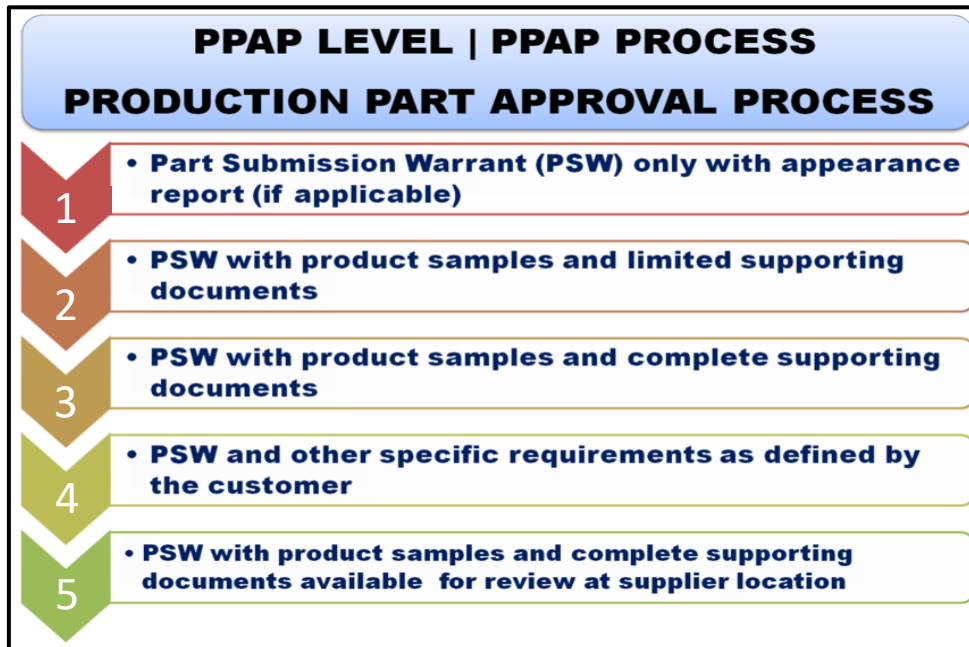 PPAP LEVEL | PPAP PROCESS
PRODUCTION PART APPROVAL PROCESS
1
• Part Submission Warrant (PSW) only with appearance
report (if applicable)
2
• PSW with product samples and limited supporting
documents
3
• PSW with product samples and complete supporting
documents
4
• PSW and other specific requirements as defined by
the customer
5
• PSW with product samples and complete supporting
documents available for review at supplier location